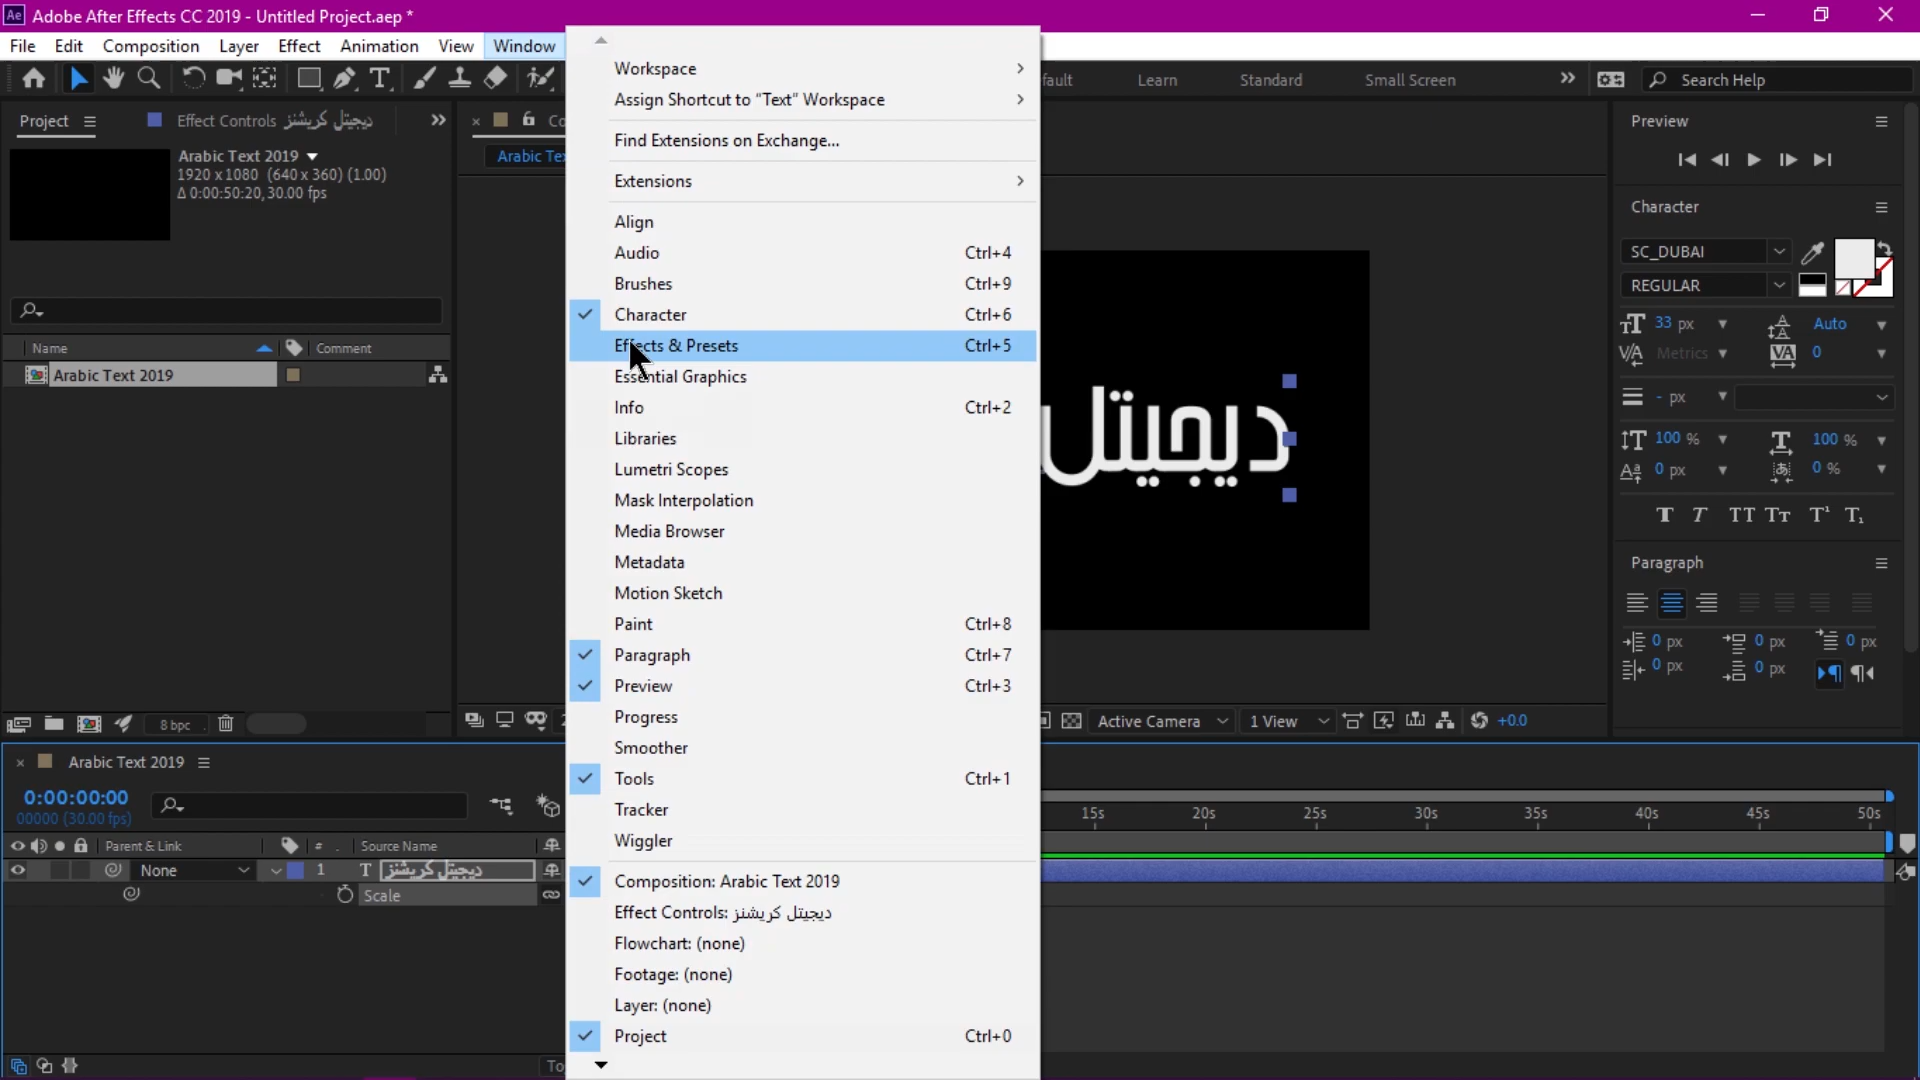 Ae Adobe After Effects CC 2019 - Untitled Project.aep *
File Edit Composition Layer Effect Animation View Window
Learn Standard Small Screen Search Help
Project
Effect Controls ديجيتل كريشنز
Arabic Text 2019
1920 x 1080 (640 x 360) (1.00)
Δ 0:00:50:20, 30.00 fps
Name
Comment
Arabic Text 2019
8 bpc
Workspace
Assign Shortcut to "Text" Workspace
Find Extensions on Exchange...
Extensions
Align
Audio Ctrl+4
Brushes Ctrl+9
Character Ctrl+6
Effects & Presets Ctrl+5
Essential Graphics
Info Ctrl+2
Libraries
Lumetri Scopes
Mask Interpolation
Media Browser
Metadata
Motion Sketch
Paint Ctrl+8
Paragraph Ctrl+7
Preview Ctrl+3
Progress
Smoother
Tools Ctrl+1
Tracker
Wiggler
Composition: Arabic Text 2019
Effect Controls: ديجيتل كريشنز
Flowchart: (none)
Footage: (none)
Layer: (none)
Project Ctrl+0
ديجيتل
Active Camera
1 View
+0.0
Preview
Character
SC_DUBAI
REGULAR
33 px
Auto
Metrics
0
- px
100 %
100 %
0 px
0 %
T T TT Tt T¹ T₁
Paragraph
0 px
0 px
0 px
0 px
0 px
Arabic Text 2019
0:00:00:00
00000 (30.00 fps)
Parent & Link
#
Source Name
None
1
T ديجيتل كريشنز
Scale
15s 20s 25s 30s 35s 40s 45s 50s